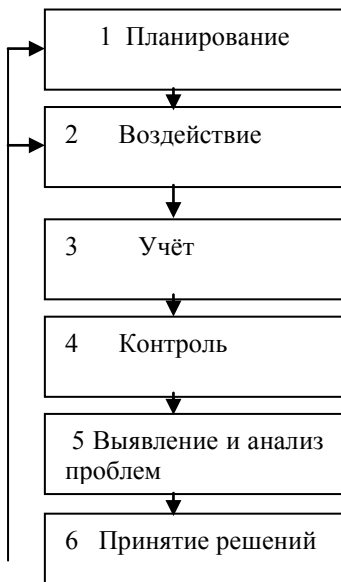 1 Планирование
2 Воздействие
3 Учёт
4 Контроль
5 Выявление и анализ
проблем
6 Принятие решений